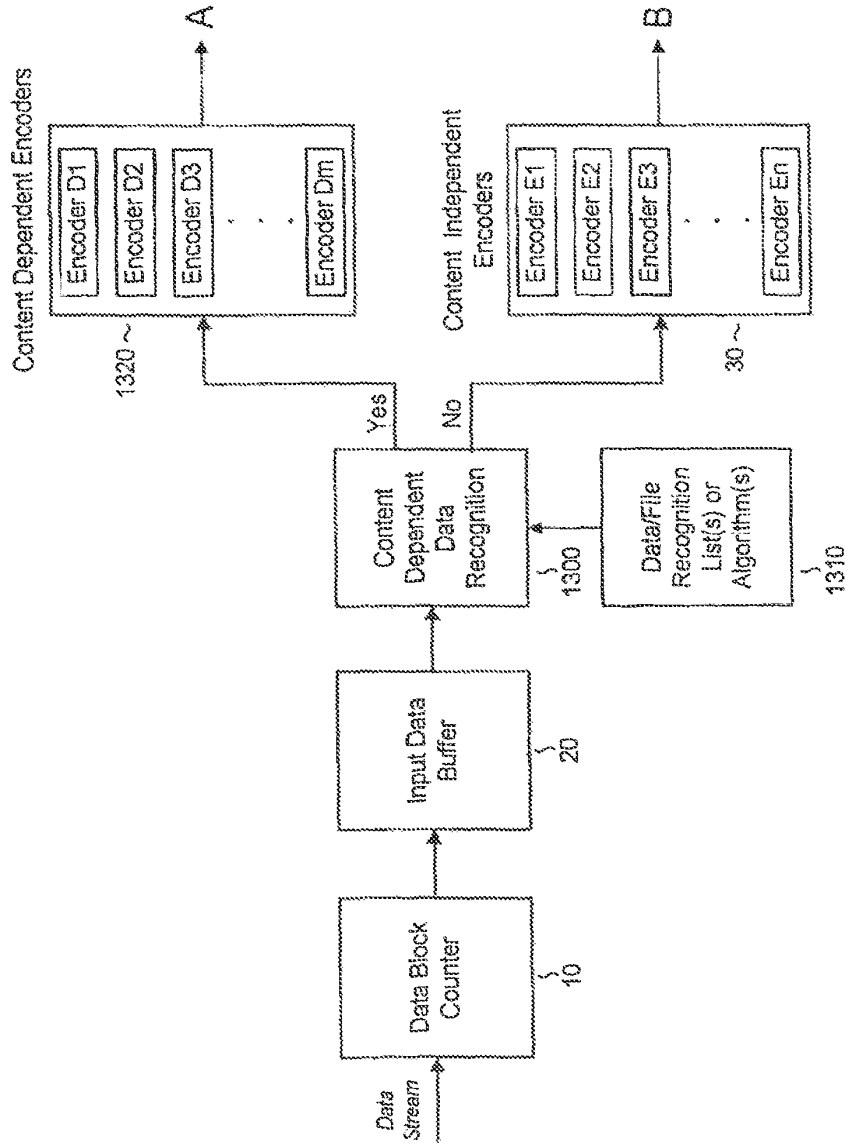 Data
Stream
Data Block
Counter
10
Input Data
Buffer
20
Content
Dependent
Data
Recognition
1300
Data/File
Recognition
List(s) or
Algorithm(s)
1310
Yes
No
Content Dependent Encoders
1320
Encoder D1
Encoder D2
Encoder D3
.
.
.
Encoder Dm
A
Content Independent
Encoders
30
Encoder E1
Encoder E2
Encoder E3
.
.
.
Encoder En
B